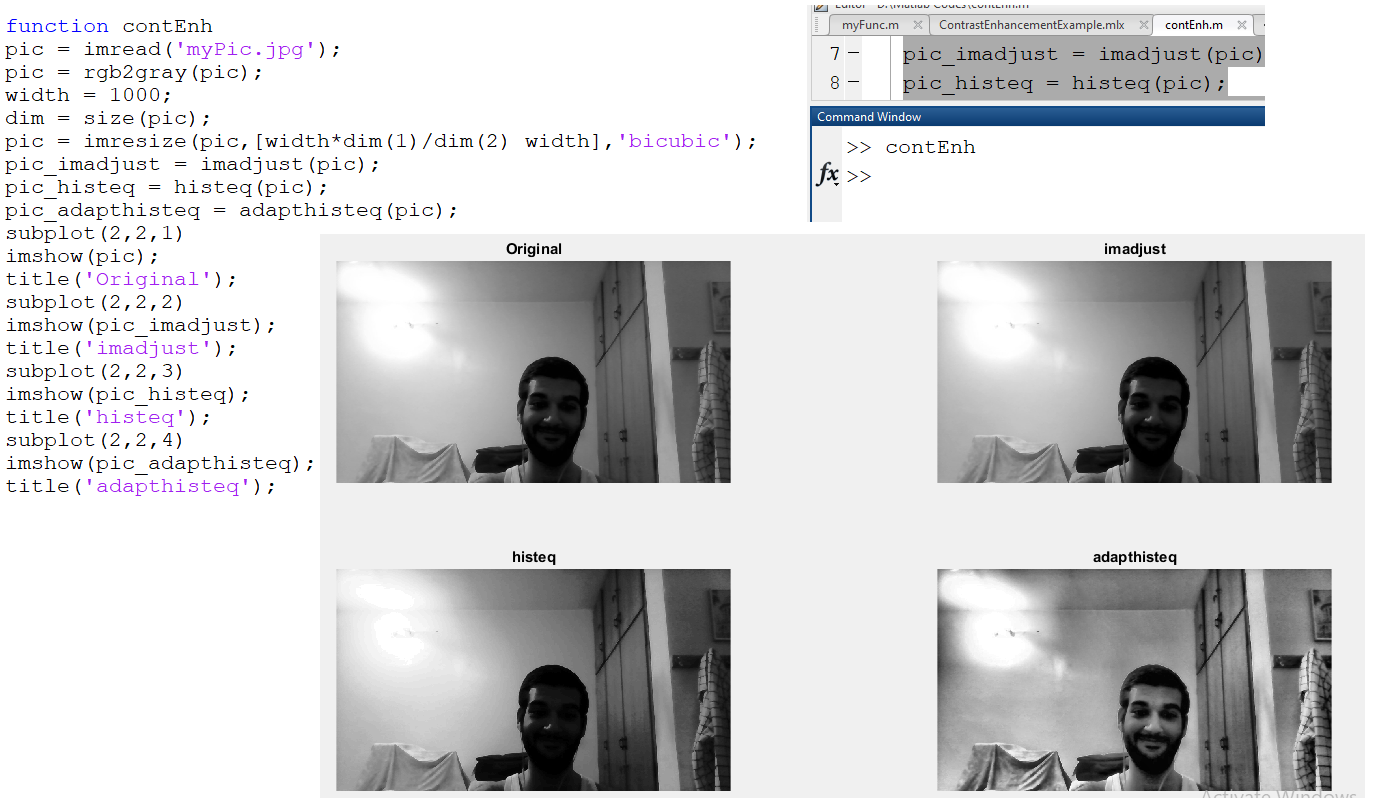 function contEnh
pic = imread('myPic.jpg');
pic = rgb2gray(pic);
width = 1000;
dim = size(pic);
pic = imresize(pic,[width*dim(1)/dim(2) width],'bicubic');
pic_imadjust = imadjust(pic);
pic_histeq = histeq(pic);
pic_adapthisteq = adapthisteq(pic);
subplot(2,2,1)
imshow(pic);
title('Original');
subplot(2,2,2)
imshow(pic_imadjust);
title('imadjust');
subplot(2,2,3)
imshow(pic_histeq);
title('histeq');
subplot(2,2,4)
imshow(pic_adapthisteq);
title('adapthisteq');
Editor - D:\Matlab Codes\contEnh.m
myFunc.m × ContrastEnhancementExample.mlx × contEnh.m ×
7 − pic_imadjust = imadjust(pic)
8 − pic_histeq = histeq(pic);
Command Window
>> contEnh
fx >>
Original
imadjust
histeq
adapthisteq
Activate Windows